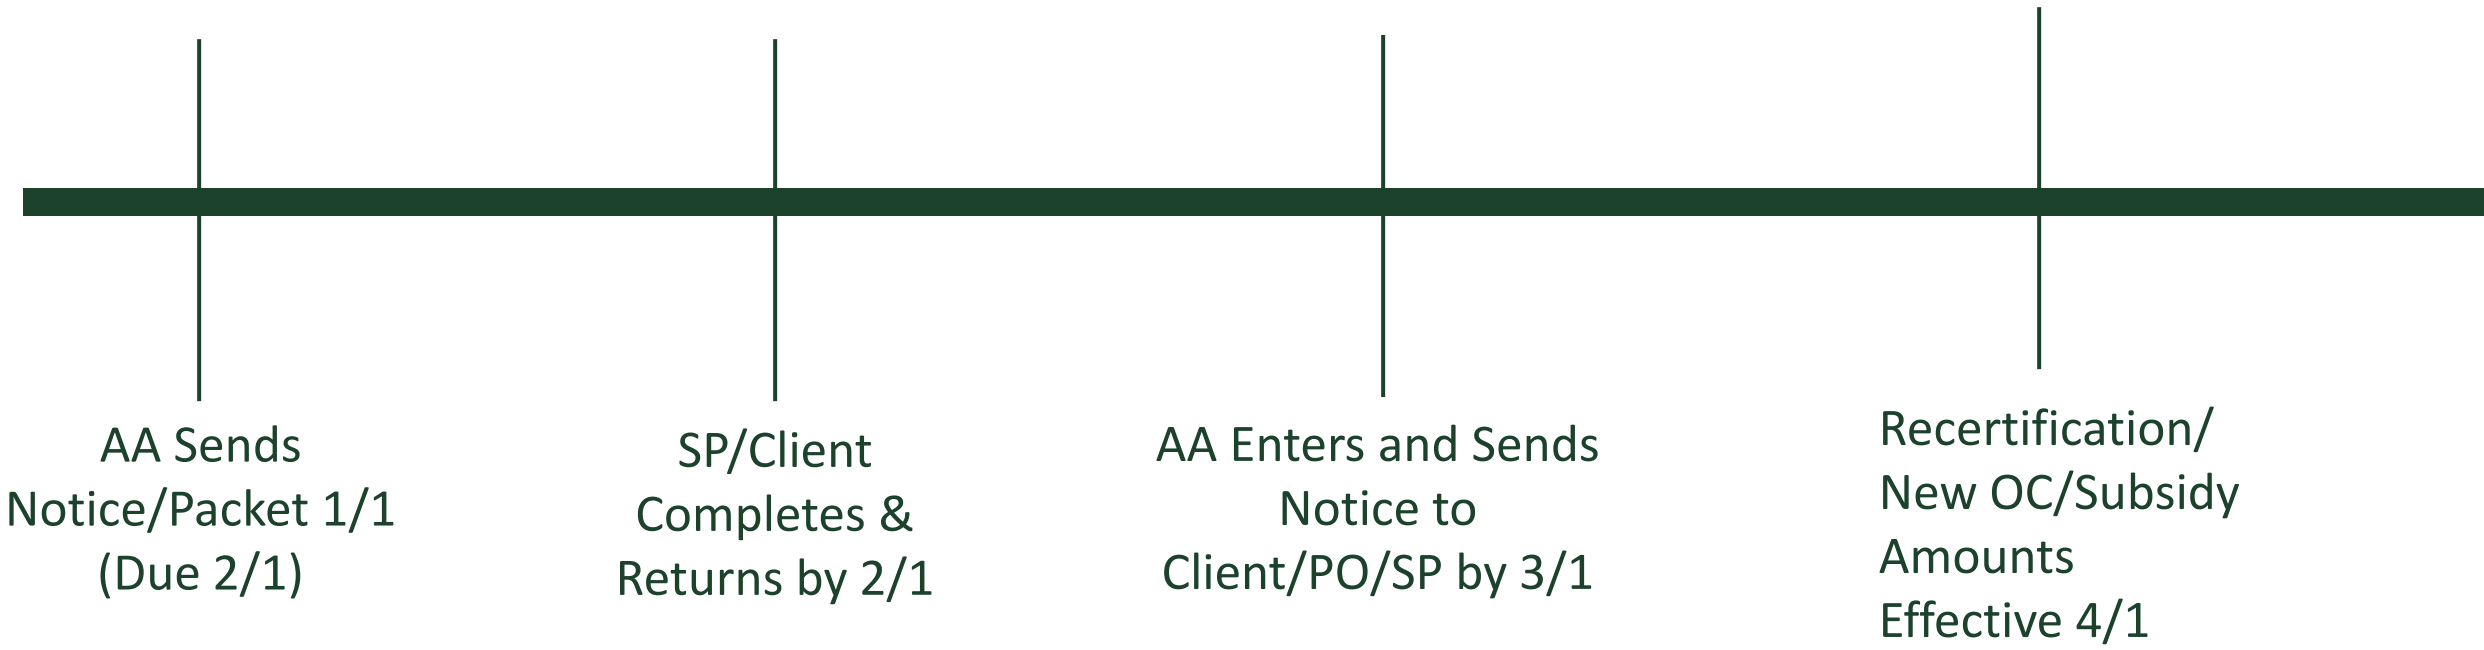 AA Sends
Notice/Packet 1/1
(Due 2/1)
SP/Client
Completes &
Returns by 2/1
AA Enters and Sends
Notice to
Client/PO/SP by 3/1
Recertification/
New OC/Subsidy
Amounts
Effective 4/1